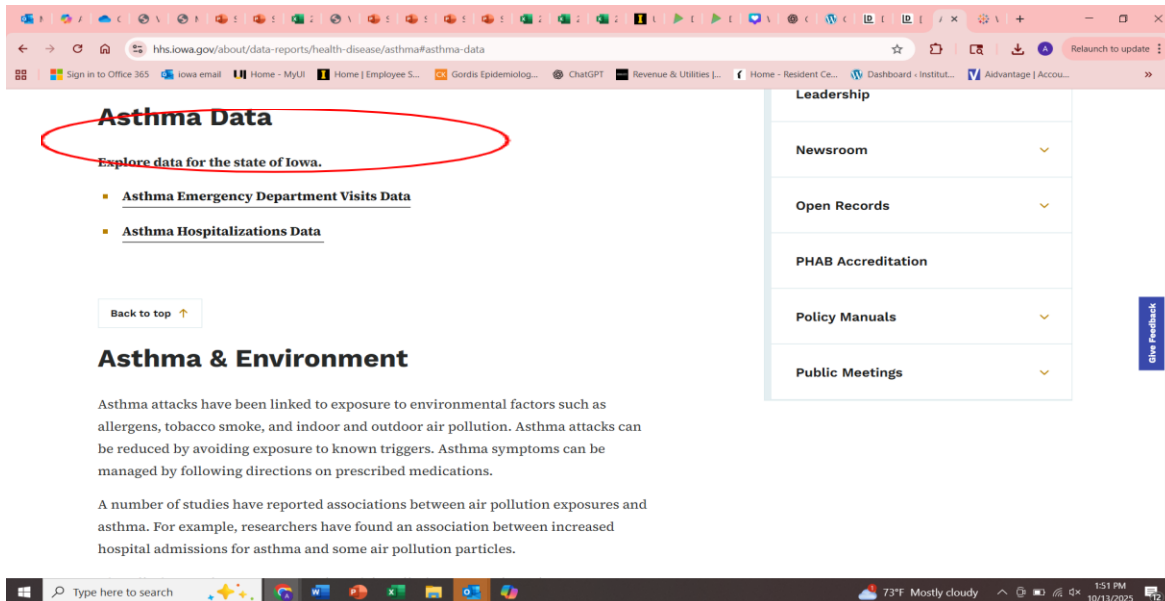 hhs.iowa.gov/about/data-reports/health-disease/asthma#asthma-data
Relaunch to update
Sign in to Office 365
iowa email
Home - MyUI
Home | Employee S...
Gordis Epidemiolog...
ChatGPT
Revenue & Utilities |...
Home - Resident Ce...
Dashboard ‹ Institut...
Aidvantage | Accou...
»
Asthma Data
Explore data for the state of Iowa.
Asthma Emergency Department Visits Data
Asthma Hospitalizations Data
Back to top ↑
Asthma & Environment
Asthma attacks have been linked to exposure to environmental factors such as
allergens, tobacco smoke, and indoor and outdoor air pollution. Asthma attacks can
be reduced by avoiding exposure to known triggers. Asthma symptoms can be
managed by following directions on prescribed medications.
A number of studies have reported associations between air pollution exposures and
asthma. For example, researchers have found an association between increased
hospital admissions for asthma and some air pollution particles.
Leadership
Newsroom
Open Records
PHAB Accreditation
Policy Manuals
Public Meetings
Give Feedback
Type here to search
73°F Mostly cloudy
1:51 PM
10/13/2025